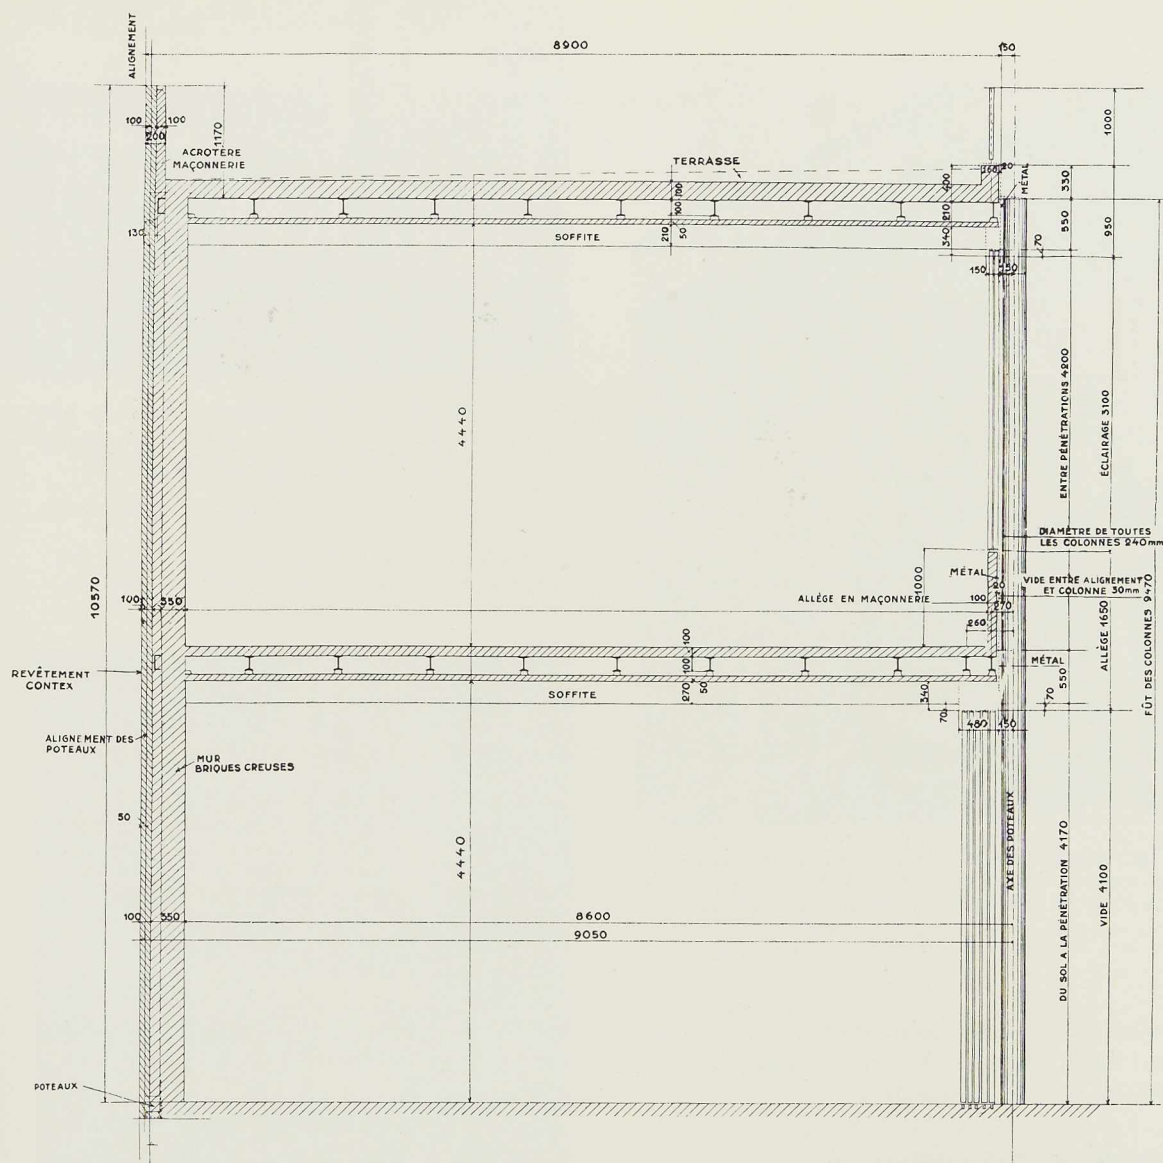 ALIGNEMENT
8900
150
100
100
200
1170
ACROTÈRE
MAÇONNERIE
TERRASSE
400
20
MÉTAL
1000
330
100
100
210
50
210
340
550
950
70
130
SOFFITE
150
150
4440
ENTRE PÉNÉTRATIONS 4200
ÉCLAIRAGE 3100
DIAMÈTRE DE TOUTES
LES COLONNES 240mm
1000
MÉTAL
20
VIDE ENTRE ALIGNEMENT
ET COLONNE 30mm
10570
100
350
ALLÈGE EN MAÇONNERIE
100
270
260
ALLÈGE 1650
FÛT DES COLONNES 9470
100
100
270
50
MÉTAL
550
REVÊTEMENT
CONTEX
SOFFITE
340
70
70
480
150
ALIGNEMENT DES
POTEAUX
MUR
BRIQUES CREUSES
50
4440
AXE DES POTEAUX
DU SOL A LA PÉNÉTRATION 4170
VIDE 4100
100
350
8600
9050
POTEAUX